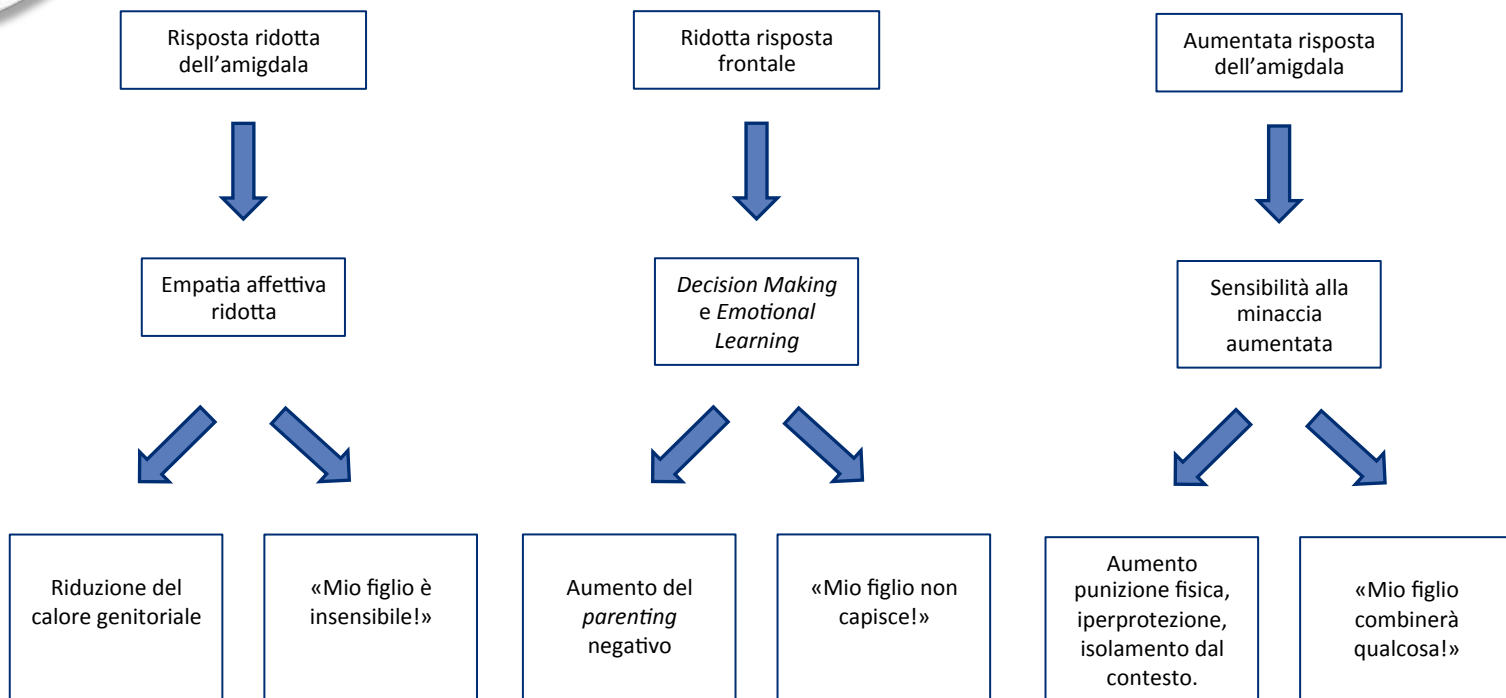 Risposta ridotta
dell’amigdala
Ridotta risposta
frontale
Aumentata risposta
dell’amigdala
Empatia affettiva
ridotta
Decision Making
e Emotional
Learning
Sensibilità alla
minaccia
aumentata
Riduzione del
calore genitoriale
«Mio figlio è
insensibile!»
Aumento del
parenting
negativo
«Mio figlio non
capisce!»
Aumento
punizione fisica,
iperprotezione,
isolamento dal
contesto.
«Mio figlio
combinerà
qualcosa!»